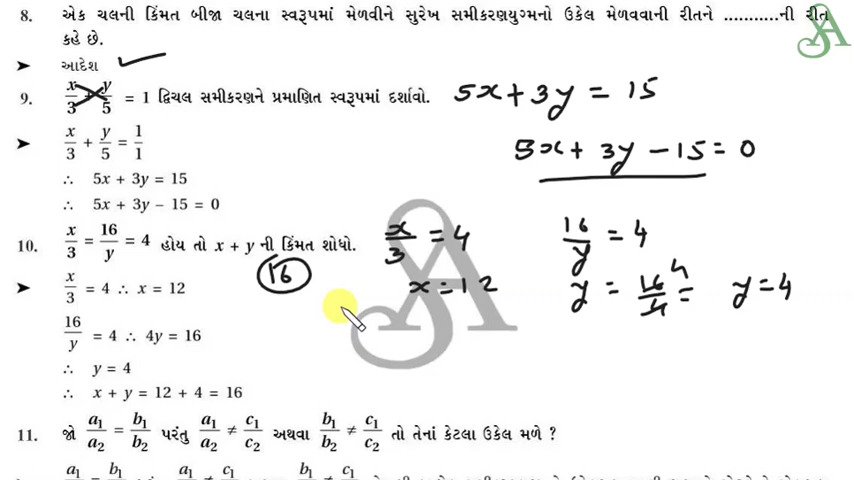 8. એક ચલની કિંમત બીજા ચલના સ્વરૂપમાં મેળવીને સુરેખ સમીકરણયુગ્મનો ઉકેલ મેળવવાની રીતને ...........ની રીત
કહે છે.
➤ આદેશ
9. x/3 + y/5 = 1 દ્વિચલ સમીકરણને પ્રમાણિત સ્વરૂપમાં દર્શાવો. 5x + 3y = 15
➤ x/3 + y/5 = 1/1
5x + 3y - 15 = 0
∴ 5x + 3y = 15
∴ 5x + 3y - 15 = 0
10. x/3 = 16/y = 4 હોય તો x + y ની કિંમત શોધો. x/3 = 4 16/y = 4
16
➤ x/3 = 4 ∴ x = 12 x = 12 y = 16/4 = 4 y = 4
16/y = 4 ∴ 4y = 16
∴ y = 4
∴ x + y = 12 + 4 = 16
11. જો a₁/a₂ = b₁/b₂ પરંતુ a₁/a₂ ≠ c₁/c₂ અથવા b₁/b₂ ≠ c₁/c₂ તો તેનાં કેટલા ઉકેલ મળે ?